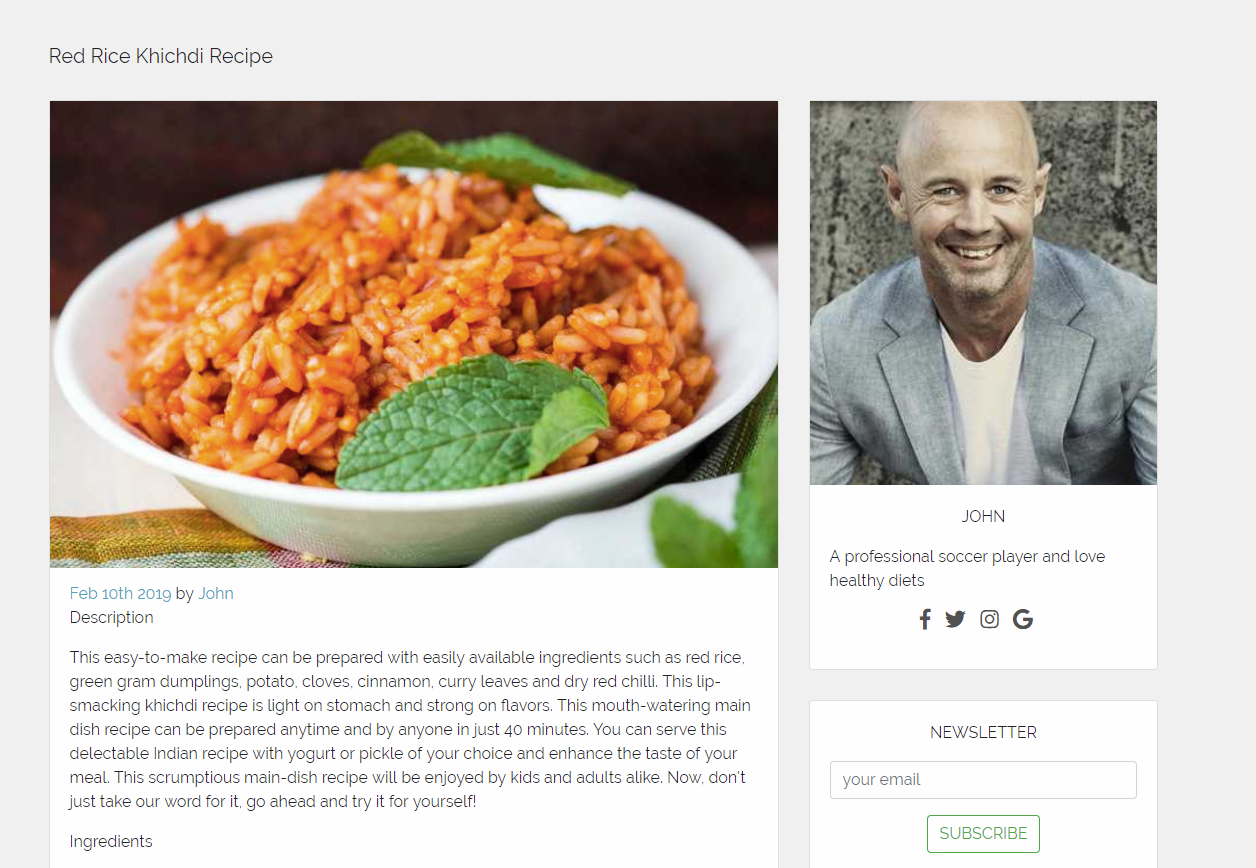 Red Rice Khichdi Recipe
Feb 10th 2019 by John
Description
This easy-to-make recipe can be prepared with easily available ingredients such as red rice,
green gram dumplings, potato, cloves, cinnamon, curry leaves and dry red chilli. This lip-
smacking khichdi recipe is light on stomach and strong on flavors. This mouth-watering main
dish recipe can be prepared anytime and by anyone in just 40 minutes. You can serve this
delectable Indian recipe with yogurt or pickle of your choice and enhance the taste of your
meal. This scrumptious main-dish recipe will be enjoyed by kids and adults alike. Now, don't
just take our word for it, go ahead and try it for yourself!
Ingredients
JOHN
A professional soccer player and love
healthy diets
NEWSLETTER
your email
SUBSCRIBE